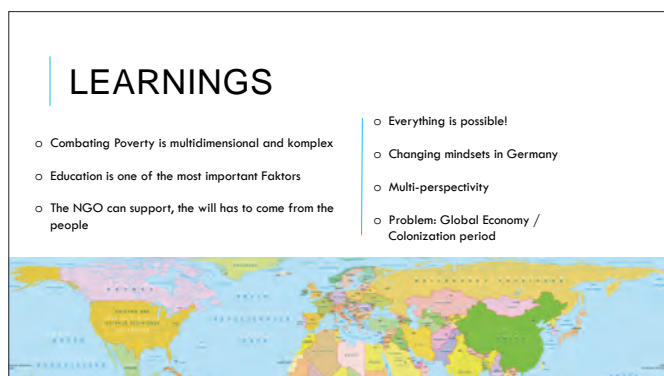 LEARNINGS
o Combating Poverty is multidimensional and komplex
o Education is one of the most important Faktors
o The NGO can support, the will has to come from the
people
o Everything is possible!
o Changing mindsets in Germany
o Multi-perspectivity
o Problem: Global Economy /
Colonization period